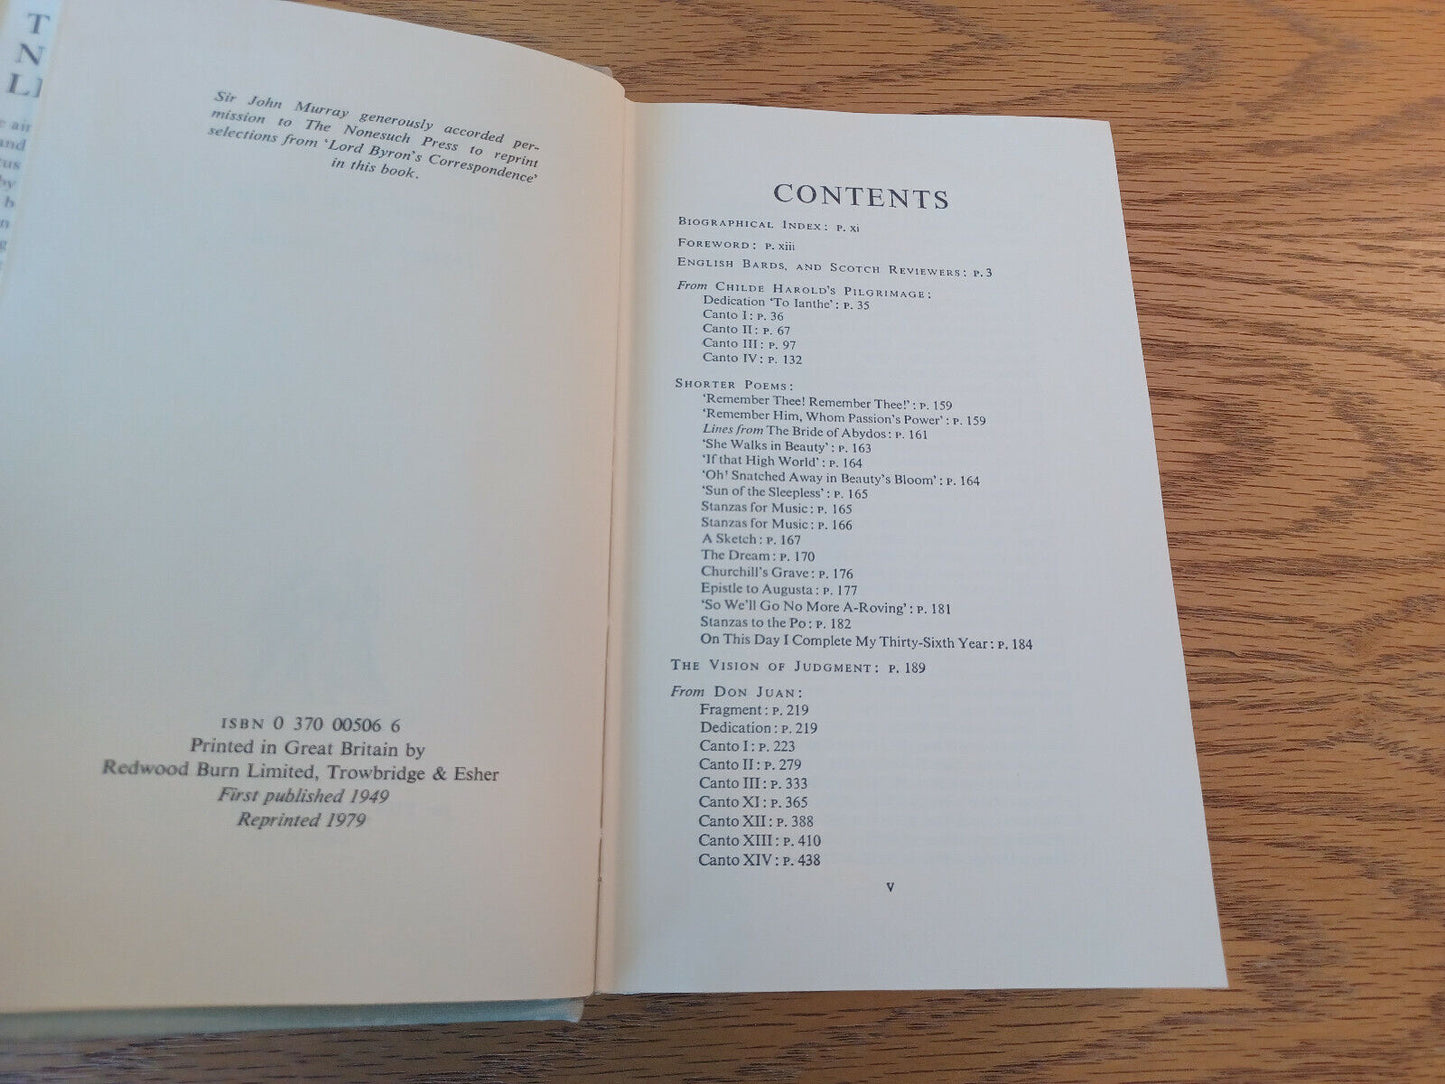 T
N
LI
e air
and
cus
by
b
n
g
Sir John Murray generously accorded per-
mission to The Nonesuch Press to reprint
selections from 'Lord Byron's Correspondence'
in this book.
ISBN 0 370 00506 6
Printed in Great Britain by
Redwood Burn Limited, Trowbridge & Esher
First published 1949
Reprinted 1979
CONTENTS
BIOGRAPHICAL INDEX: P. xi
FOREWORD: P. xiii
ENGLISH BARDS, AND SCOTCH REVIEWERS: P. 3
From CHILDE HAROLD'S PILGRIMAGE:
Dedication 'To Ianthe': P. 35
Canto I: P. 36
Canto II: P. 67
Canto III: P. 97
Canto IV: P. 132
SHORTER POEMS:
'Remember Thee! Remember Thee!': P. 159
'Remember Him, Whom Passion's Power': P. 159
Lines from The Bride of Abydos: P. 161
'She Walks in Beauty': P. 163
'If that High World': P. 164
'Oh! Snatched Away in Beauty's Bloom': P. 164
'Sun of the Sleepless': P. 165
Stanzas for Music: P. 165
Stanzas for Music: P. 166
A Sketch: P. 167
The Dream: P. 170
Churchill's Grave: P. 176
Epistle to Augusta: P. 177
'So We'll Go No More A-Roving': P. 181
Stanzas to the Po: P. 182
On This Day I Complete My Thirty-Sixth Year: P. 184
THE VISION OF JUDGMENT: P. 189
From DON JUAN:
Fragment: P. 219
Dedication: P. 219
Canto I: P. 223
Canto II: P. 279
Canto III: P. 333
Canto XI: P. 365
Canto XII: P. 388
Canto XIII: P. 410
Canto XIV: P. 438
V